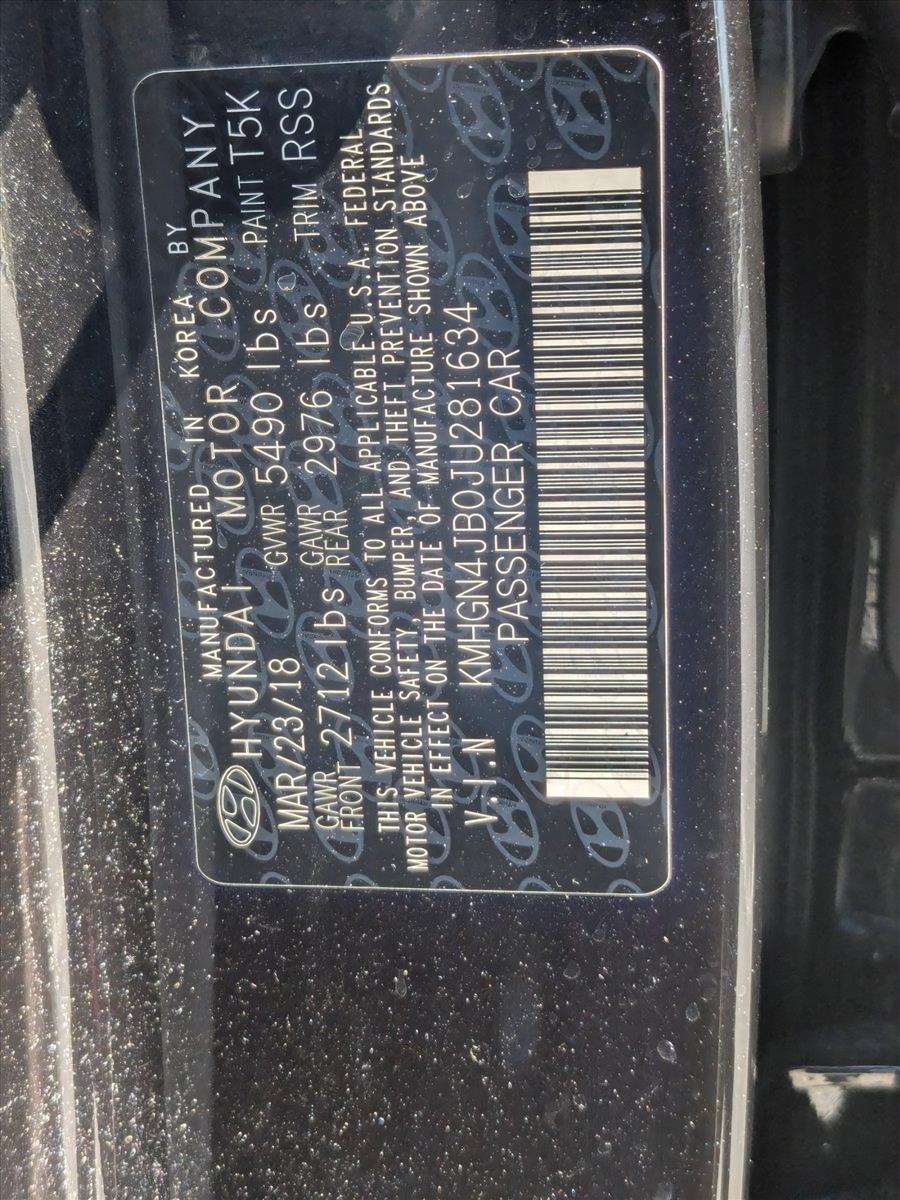 MANUFACTURED IN KOREA BY
HYUNDAI MOTOR COMPANY
MAR/23/18 GVWR 5490 lbs PAINT T5K
GAWR FRONT 2712 lbs GAWR REAR 2976 lbs TRIM RSS
THIS VEHICLE CONFORMS TO ALL APPLICABLE U.S.A. FEDERAL
MOTOR VEHICLE SAFETY, BUMPER, AND THEFT PREVENTION STANDARDS
IN EFFECT ON THE DATE OF MANUFACTURE SHOWN ABOVE
V.I.N KMHGN4JB0JU281634
PASSENGER CAR